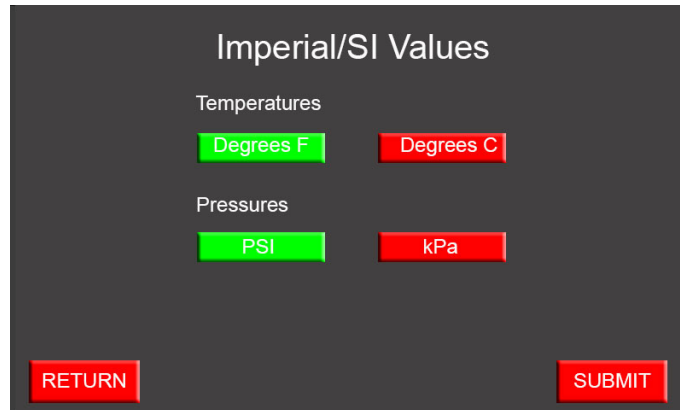 Imperial/SI Values
Temperatures
Degrees F Degrees C
Pressures
PSI kPa
RETURN SUBMIT